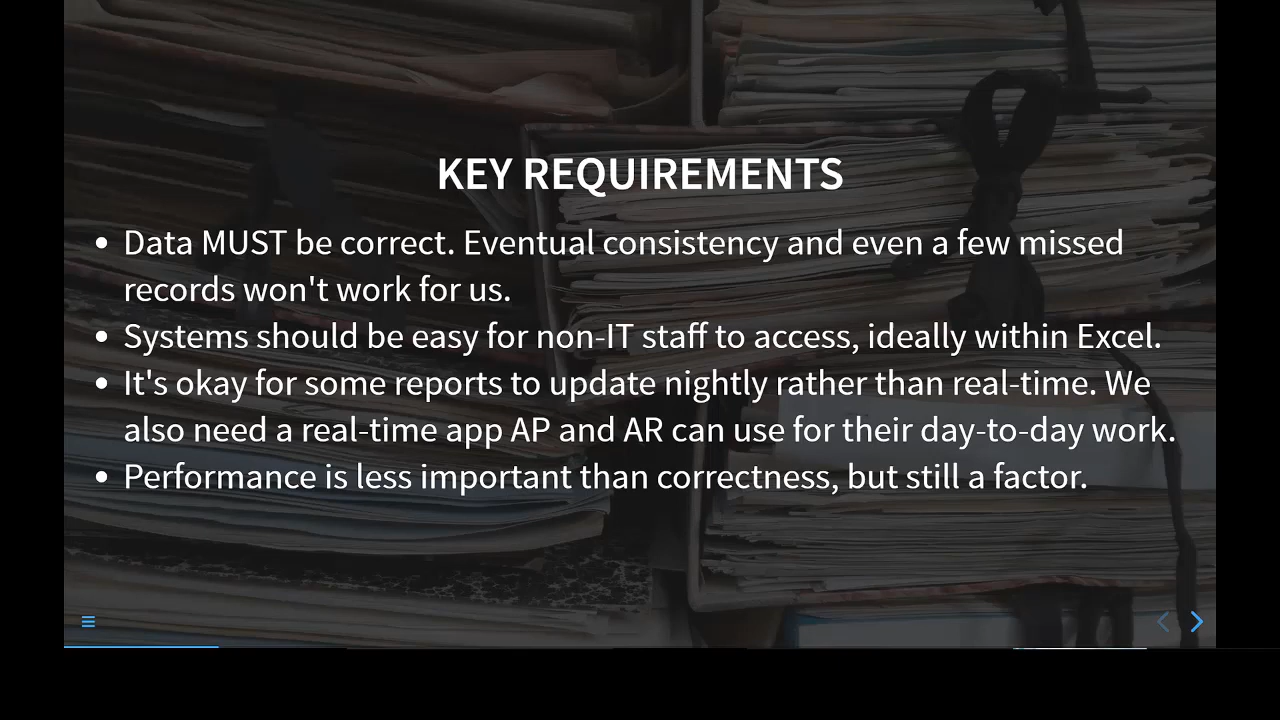 KEY REQUIREMENTS
• Data MUST be correct. Eventual consistency and even a few missed
records won't work for us.
• Systems should be easy for non-IT staff to access, ideally within Excel.
• It's okay for some reports to update nightly rather than real-time. We
also need a real-time app AP and AR can use for their day-to-day work.
• Performance is less important than correctness, but still a factor.